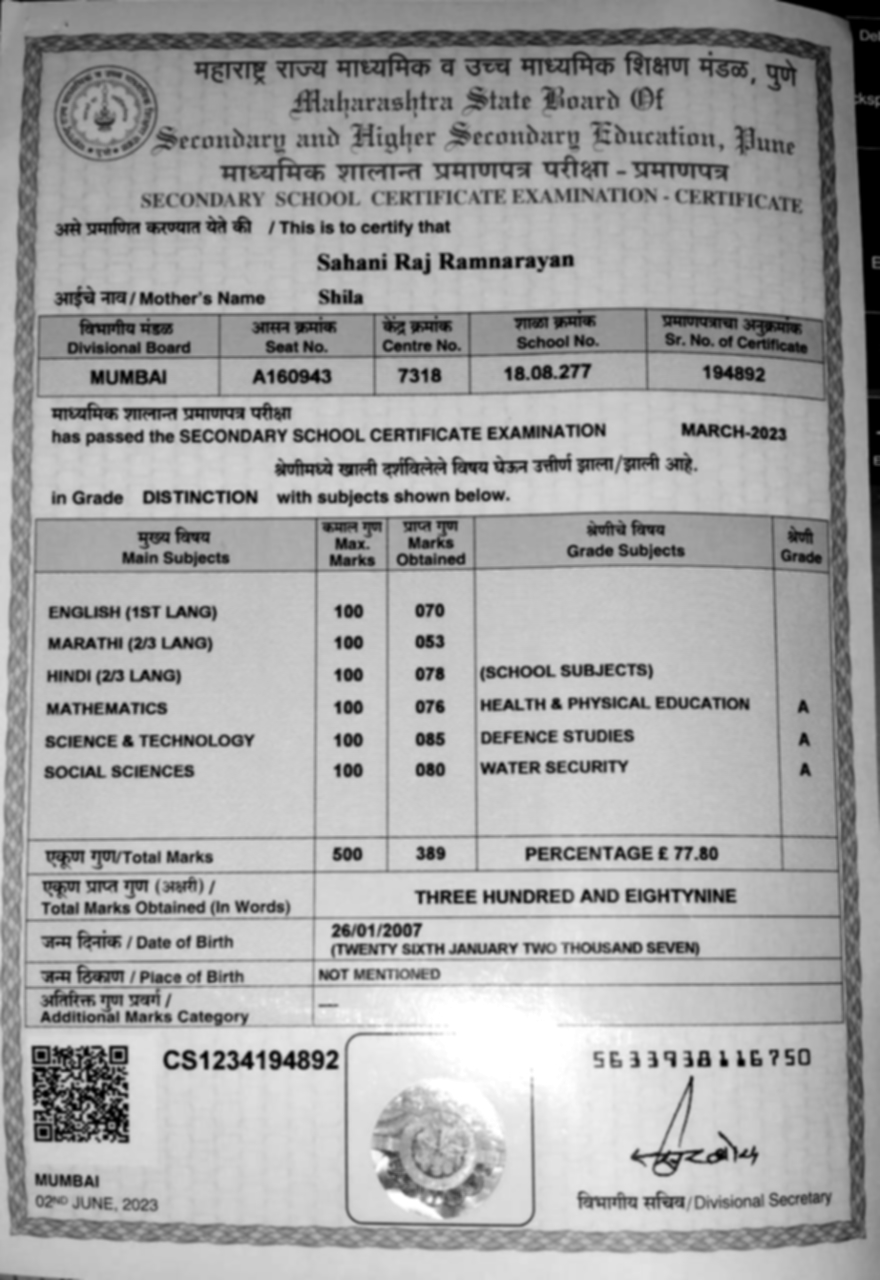 महाराष्ट्र राज्य माध्यमिक व उच्च माध्यमिक शिक्षण मंडळ, पुणे
Maharashtra State Board Of
Secondary and Higher Secondary Education, Pune
माध्यमिक शालान्त प्रमाणपत्र परीक्षा - प्रमाणपत्र
SECONDARY SCHOOL CERTIFICATE EXAMINATION - CERTIFICATE
असे प्रमाणित करण्यात येते की / This is to certify that
Sahani Raj Ramnarayan
आईचे नाव / Mother's Name Shila
विभागीय मंडळ आसन क्रमांक केंद्र क्रमांक शाळा क्रमांक प्रमाणपत्राचा अनुक्रमांक
Divisional Board Seat No. Centre No. School No. Sr. No. of Certificate
MUMBAI A160943 7318 18.08.277 194892
माध्यमिक शालान्त प्रमाणपत्र परीक्षा
has passed the SECONDARY SCHOOL CERTIFICATE EXAMINATION MARCH-2023
श्रेणीमध्ये खाली दर्शविलेले विषय घेऊन उत्तीर्ण झाला/झाली आहे.
in Grade DISTINCTION with subjects shown below.
मुख्य विषय कमाल गुण प्राप्त गुण श्रेणीचे विषय श्रेणी
Main Subjects Max. Marks Marks Obtained Grade Subjects Grade
ENGLISH (1ST LANG) 100 070
MARATHI (2/3 LANG) 100 053
HINDI (2/3 LANG) 100 078 (SCHOOL SUBJECTS)
MATHEMATICS 100 076 HEALTH & PHYSICAL EDUCATION A
SCIENCE & TECHNOLOGY 100 085 DEFENCE STUDIES A
SOCIAL SCIENCES 100 080 WATER SECURITY A
एकूण गुण/Total Marks 500 389 PERCENTAGE £ 77.80
एकूण प्राप्त गुण (अक्षरी) /
Total Marks Obtained (In Words) THREE HUNDRED AND EIGHTYNINE
जन्म दिनांक / Date of Birth 26/01/2007
(TWENTY SIXTH JANUARY TWO THOUSAND SEVEN)
जन्म ठिकाण / Place of Birth NOT MENTIONED
अतिरिक्त गुण प्रवर्ग /
Additional Marks Category —
CS1234194892 563393B116750
MUMBAI
02ND JUNE, 2023 विभागीय सचिव / Divisional Secretary